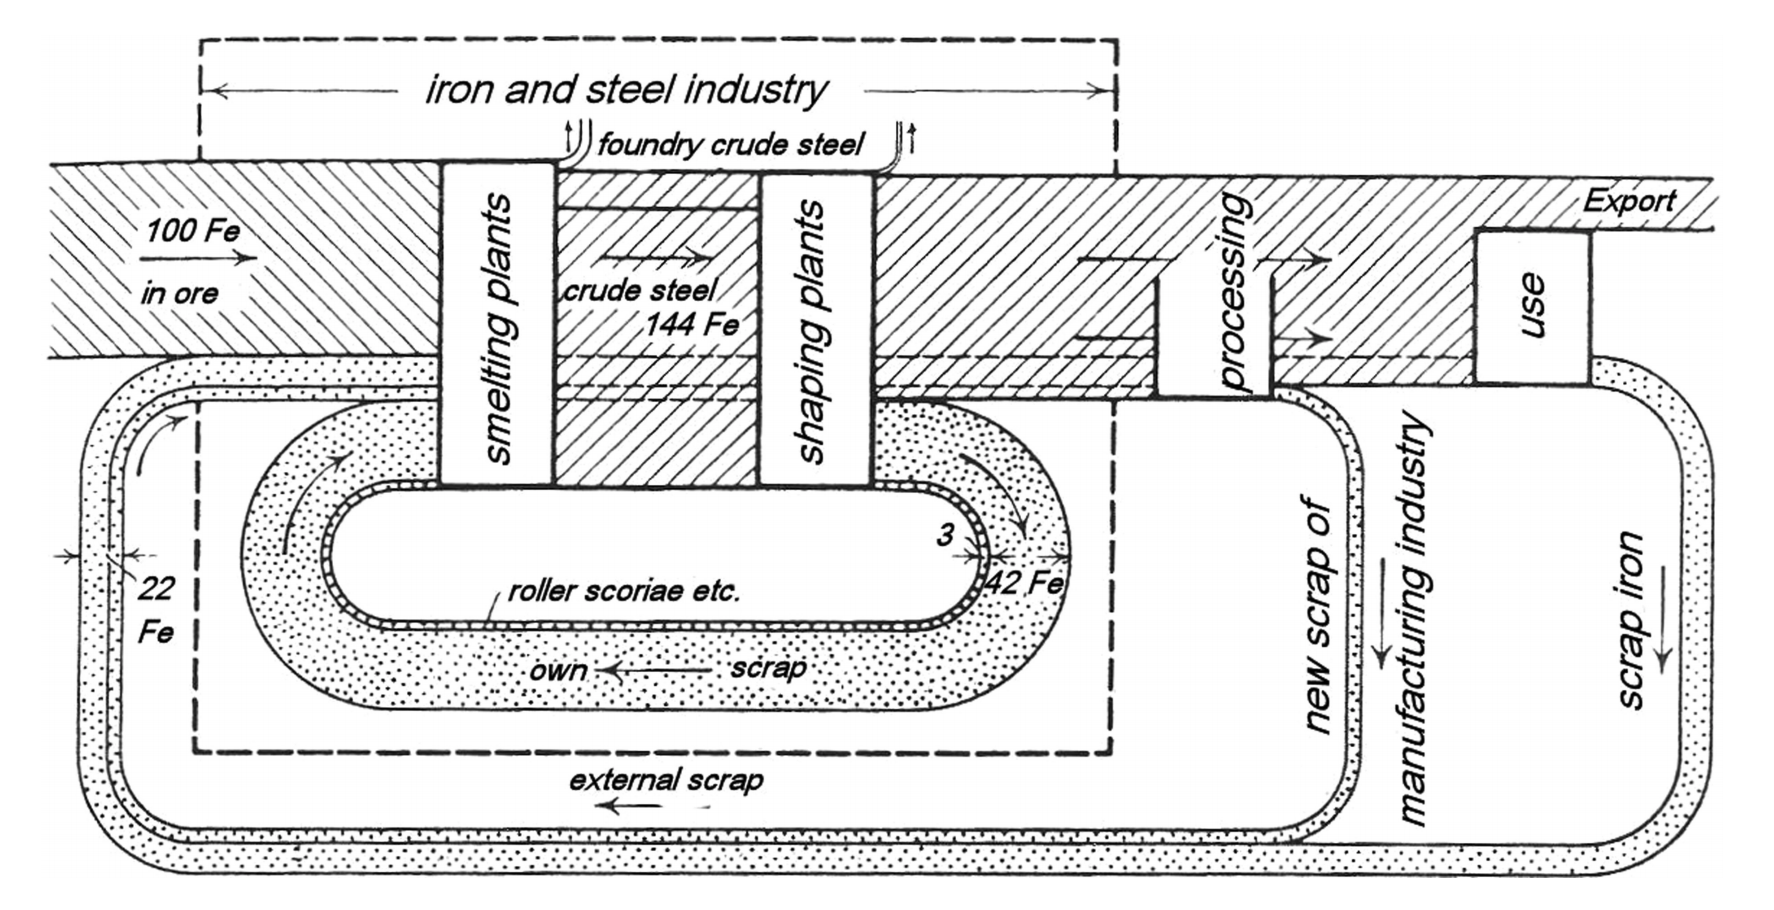 iron and steel industry
foundry crude steel
100 Fe
in ore
smelting plants
crude steel
144 Fe
shaping plants
processing
Export
use
3
42 Fe
22
Fe
roller scoriae etc.
own
scrap
external scrap
new scrap of
manufacturing industry
scrap iron